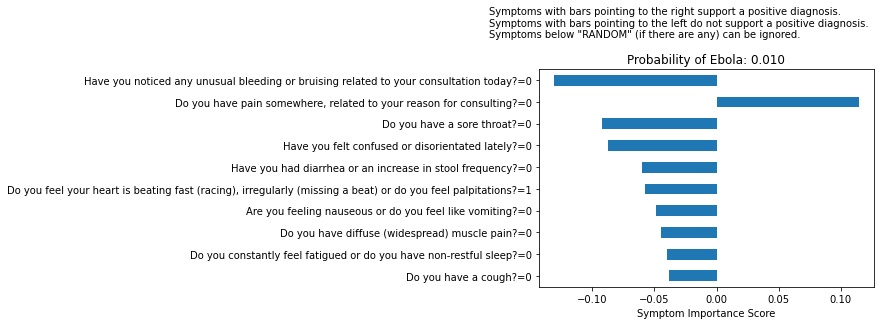 Symptoms with bars pointing to the right support a positive diagnosis.
Symptoms with bars pointing to the left do not support a positive diagnosis.
Symptoms below "RANDOM" (if there are any) can be ignored.
Probability of Ebola: 0.010
Have you noticed any unusual bleeding or bruising related to your consultation today?=0
Do you have pain somewhere, related to your reason for consulting?=0
Do you have a sore throat?=0
Have you felt confused or disorientated lately?=0
Have you had diarrhea or an increase in stool frequency?=0
Do you feel your heart is beating fast (racing), irregularly (missing a beat) or do you feel palpitations?=1
Are you feeling nauseous or do you feel like vomiting?=0
Do you have diffuse (widespread) muscle pain?=0
Do you constantly feel fatigued or do you have non-restful sleep?=0
Do you have a cough?=0
−0.10 −0.05 0.00 0.05 0.10
Symptom Importance Score